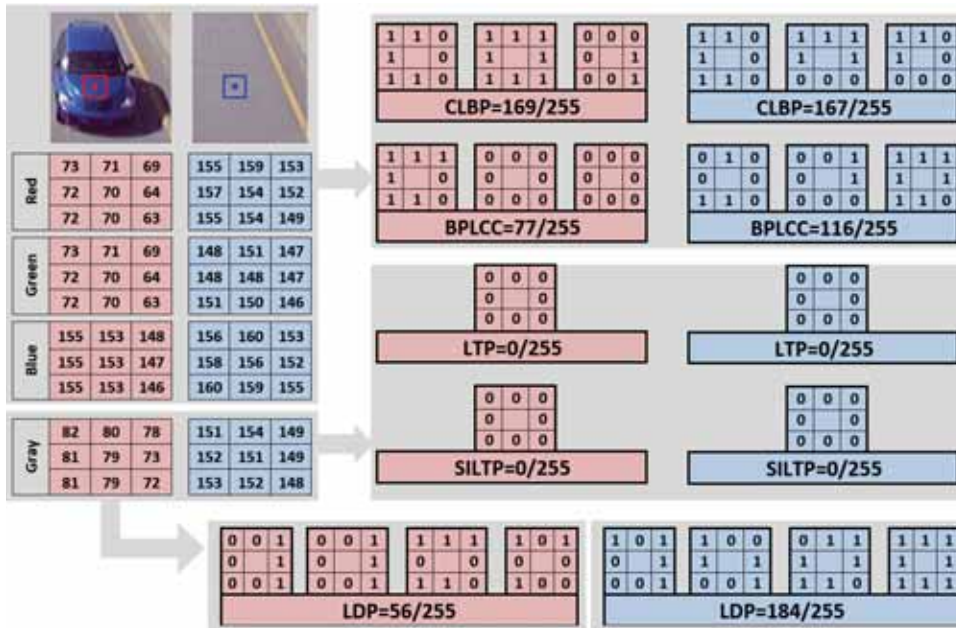 1 1 0 1 1 1 0 0 0 1 1 0 1 1 1 1 1 0
1 0 1 1 0 1 1 0 1 1 1 0
1 1 0 1 1 1 0 0 1 1 1 0 0 0 0 0 0 0
CLBP=169/255 CLBP=167/255
1 1 1 0 0 0 0 0 0 0 1 0 0 0 1 1 1 1
1 0 0 0 0 0 0 0 0 1 1 1
1 1 0 0 0 0 0 0 0 1 1 0 0 0 0 1 1 0
BPLCC=77/255 BPLCC=116/255
Red
73 71 69 155 159 153
72 70 64 157 154 152
72 70 63 155 154 149
Green
73 71 69 148 151 147
72 70 64 148 148 147
72 70 63 151 150 146
Blue
155 153 148 156 160 153
155 153 147 158 156 152
155 153 146 160 159 155
0 0 0 0 0 0
0 0 0 0
0 0 0 0 0 0
LTP=0/255 LTP=0/255
0 0 0 0 0 0
0 0 0 0
0 0 0 0 0 0
SILTP=0/255 SILTP=0/255
Gray
82 80 78 151 154 149
81 79 73 152 151 149
81 79 72 153 152 148
0 0 1 0 0 1 1 1 1 1 0 1 1 0 1 1 0 0 0 1 1 1 1 1
0 1 0 1 0 0 0 0 0 1 1 1 1 1 1 1
0 0 1 0 0 1 1 1 0 1 0 0 0 0 1 0 0 1 1 1 0 1 1 1
LDP=56/255 LDP=184/255